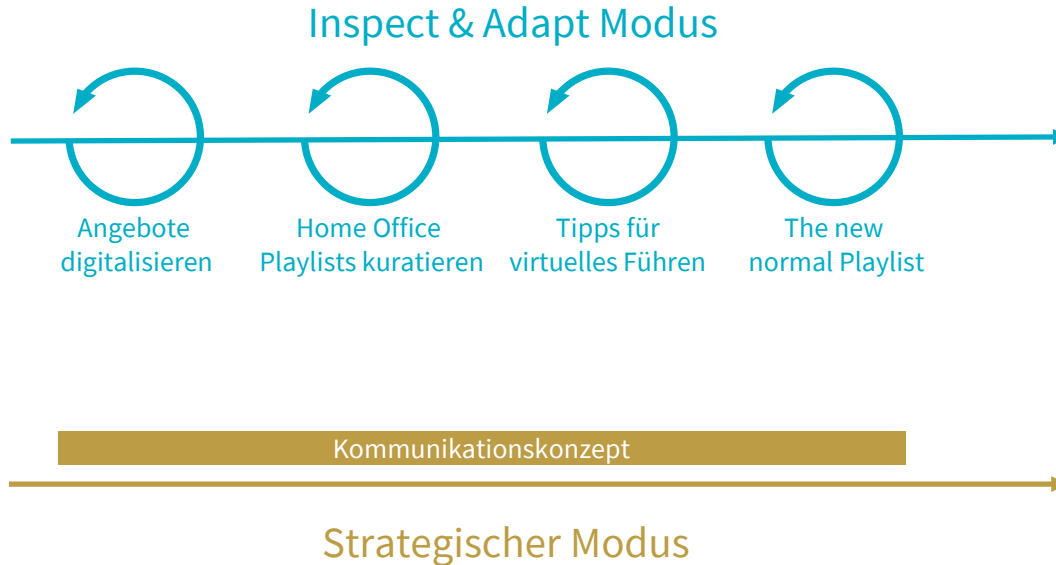 Inspect & Adapt Modus
Angebote
digitalisieren
Home Office
Playlists kuratieren
Tipps für
virtuelles Führen
The new
normal Playlist
Kommunikationskonzept
Strategischer Modus